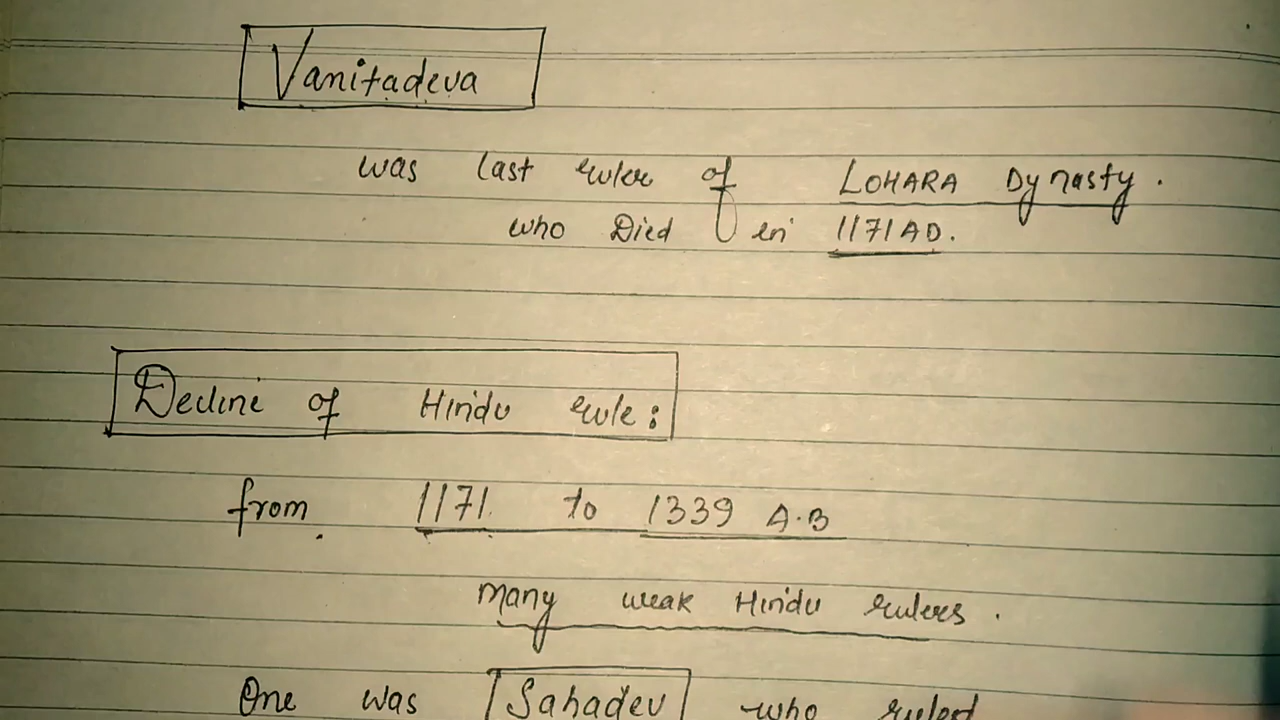 Vanitadeva
was last ruler of LOHARA Dynasty.
who Died in 1171 AD.
Decline of Hindu rule:
from 1171 to 1339 A.B
many weak Hindu rulers.
One was Sahadev who ruled